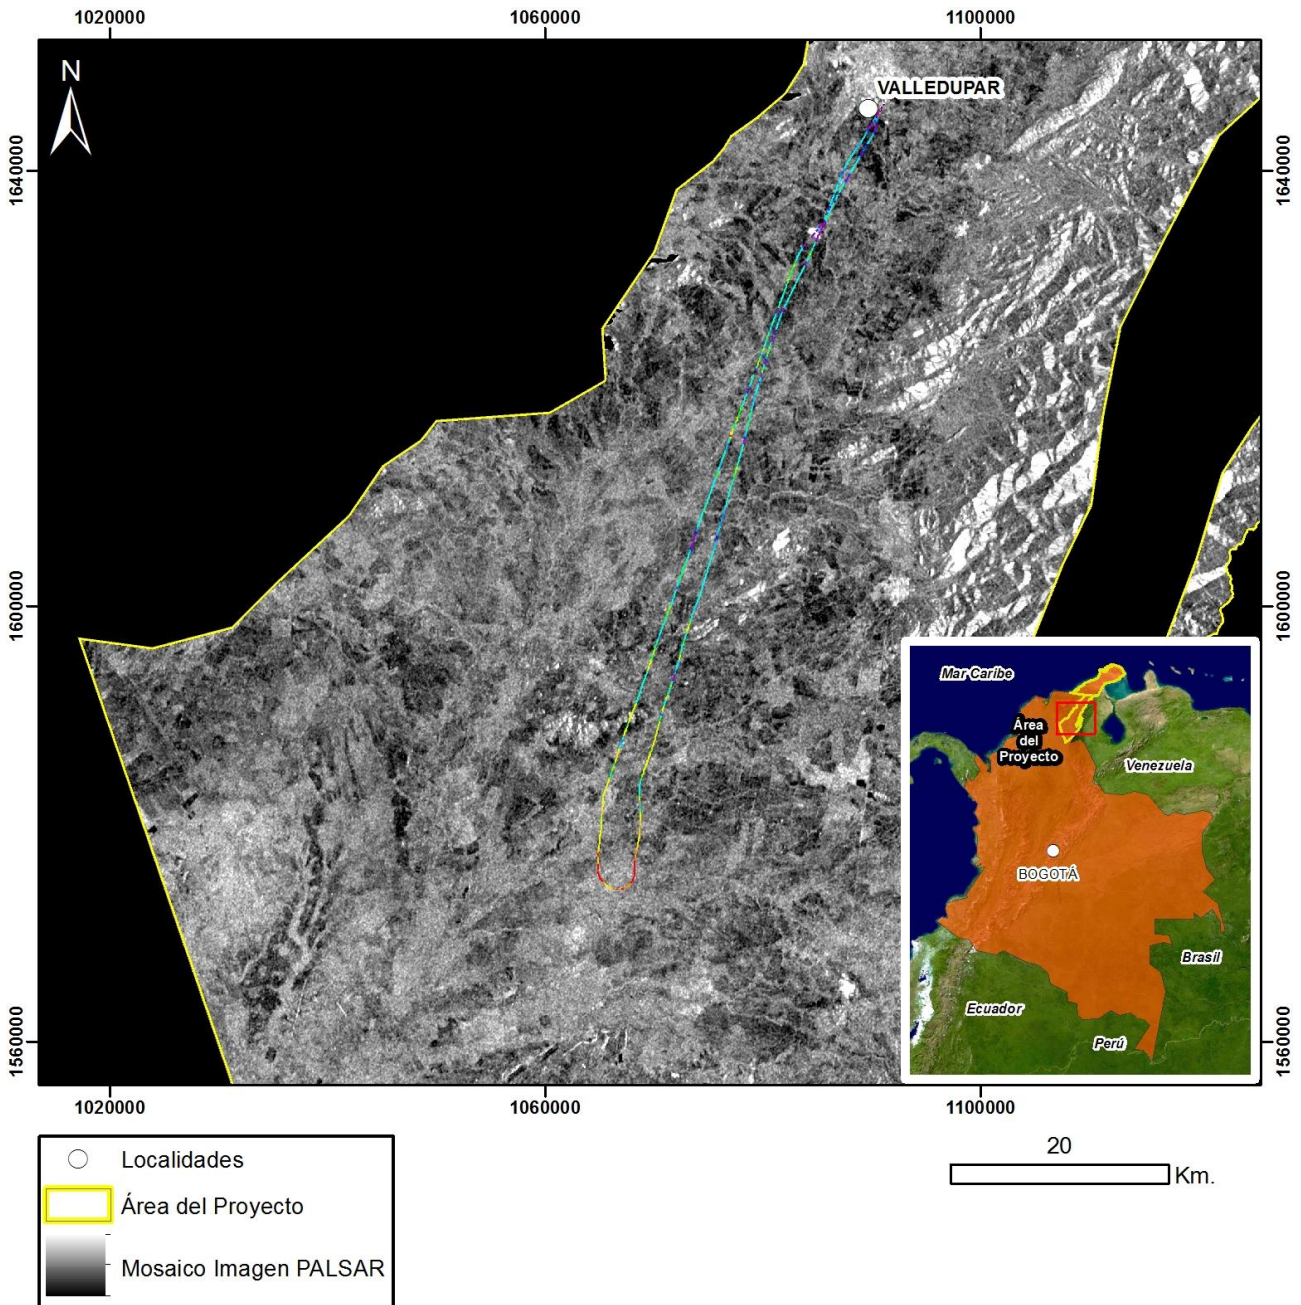 1020000
1060000
1100000
N
VALLEDUPAR
1640000
1640000
1600000
1600000
Mar Caribe
Área
del
Proyecto
Venezuela
BOGOTÁ
Brasil
Ecuador
Perú
1560000
1560000
1020000
1060000
1100000
Localidades
Área del Proyecto
Mosaico Imagen PALSAR
20
Km.